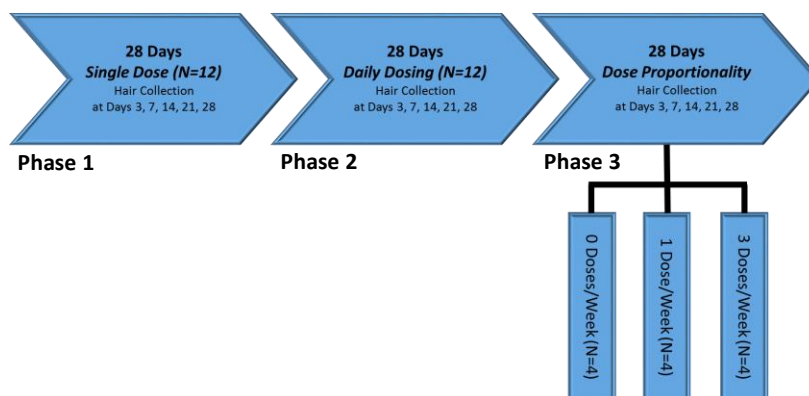 28 Days
Single Dose (N=12)
Hair Collection
at Days 3, 7, 14, 21, 28
Phase 1
28 Days
Daily Dosing (N=12)
Hair Collection
at Days 3, 7, 14, 21, 28
Phase 2
28 Days
Dose Proportionality
Hair Collection
at Days 3, 7, 14, 21, 28
Phase 3
0 Doses/Week (N=4)
1 Dose/Week (N=4)
3 Doses/Week (N=4)